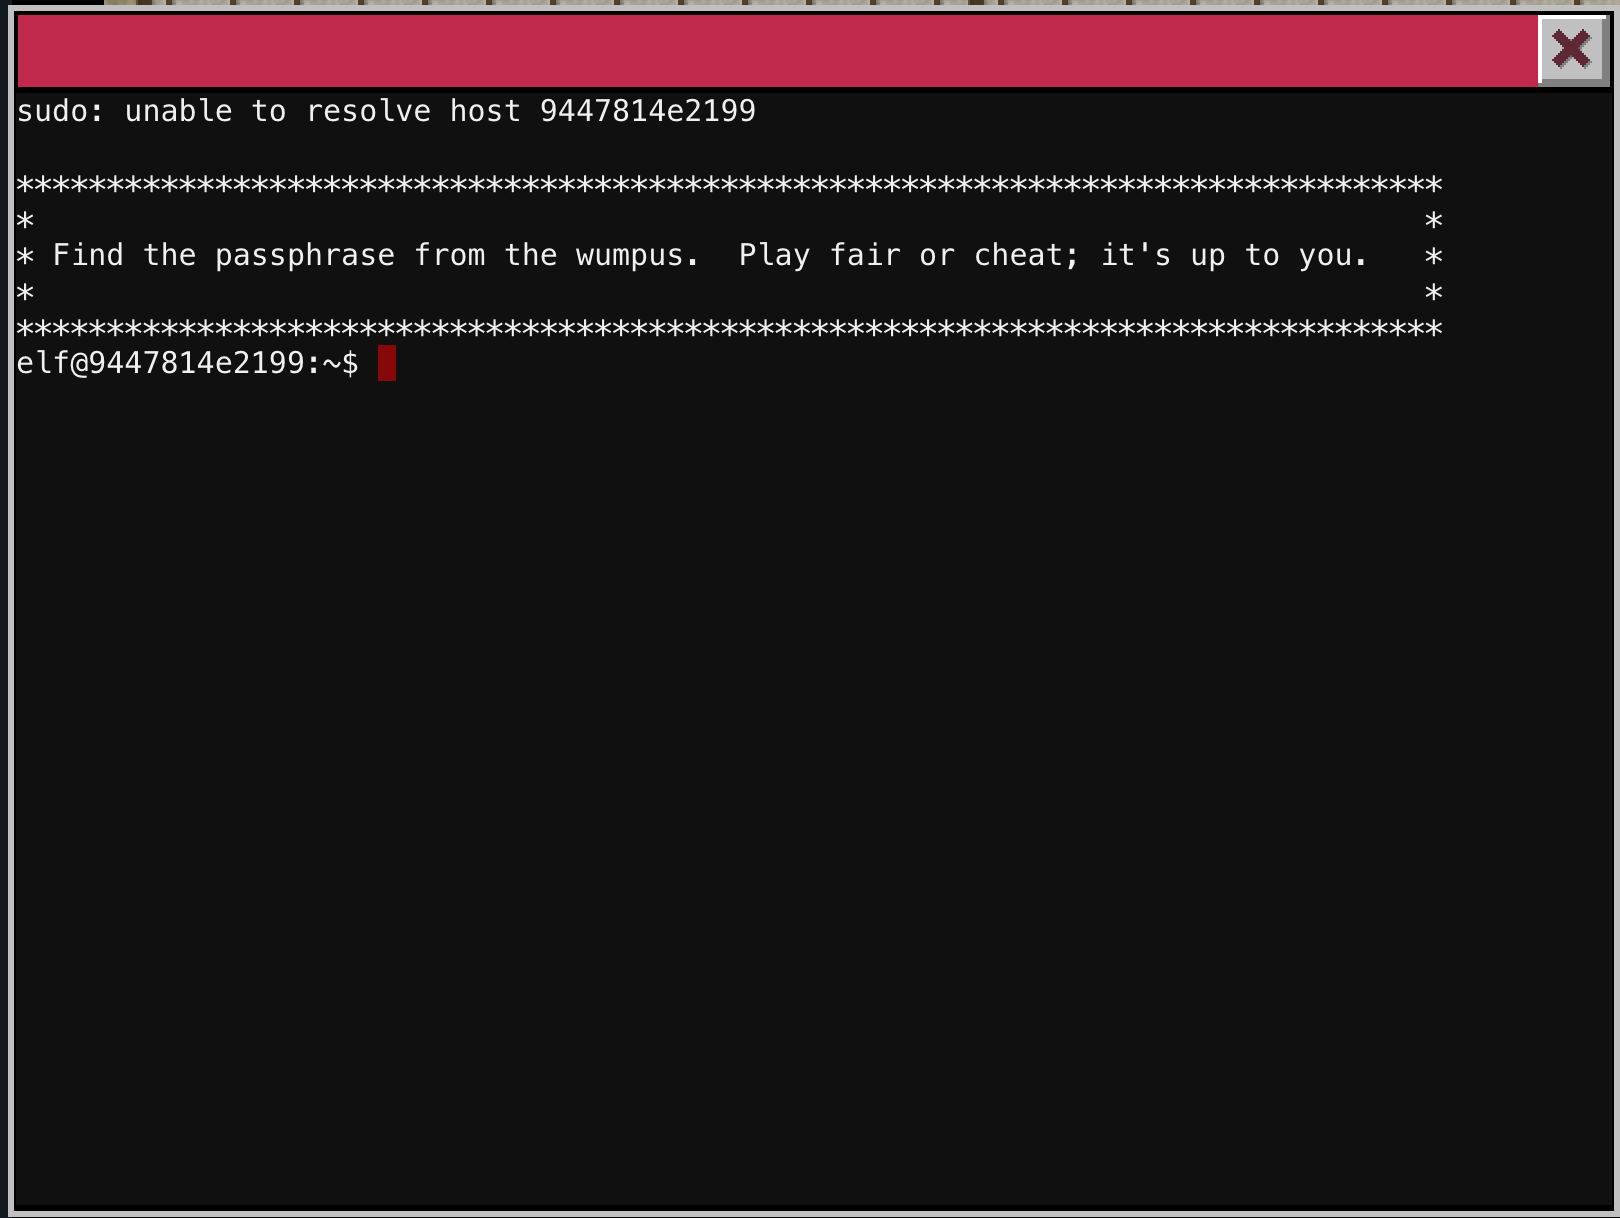 sudo: unable to resolve host 9447814e2199
*******************************************************************************
*                                                                             *
* Find the passphrase from the wumpus.  Play fair or cheat; it's up to you.   *
*                                                                             *
*******************************************************************************
elf@9447814e2199:~$